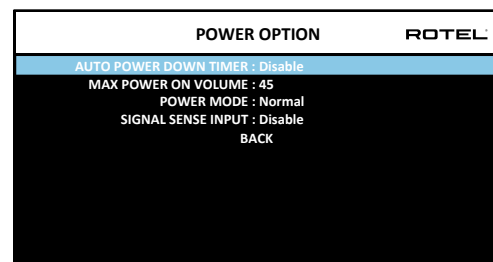 POWER OPTION
ROTEL
AUTO POWER DOWN TIMER : Disable
MAX POWER ON VOLUME : 45
POWER MODE : Normal
SIGNAL SENSE INPUT : Disable
BACK